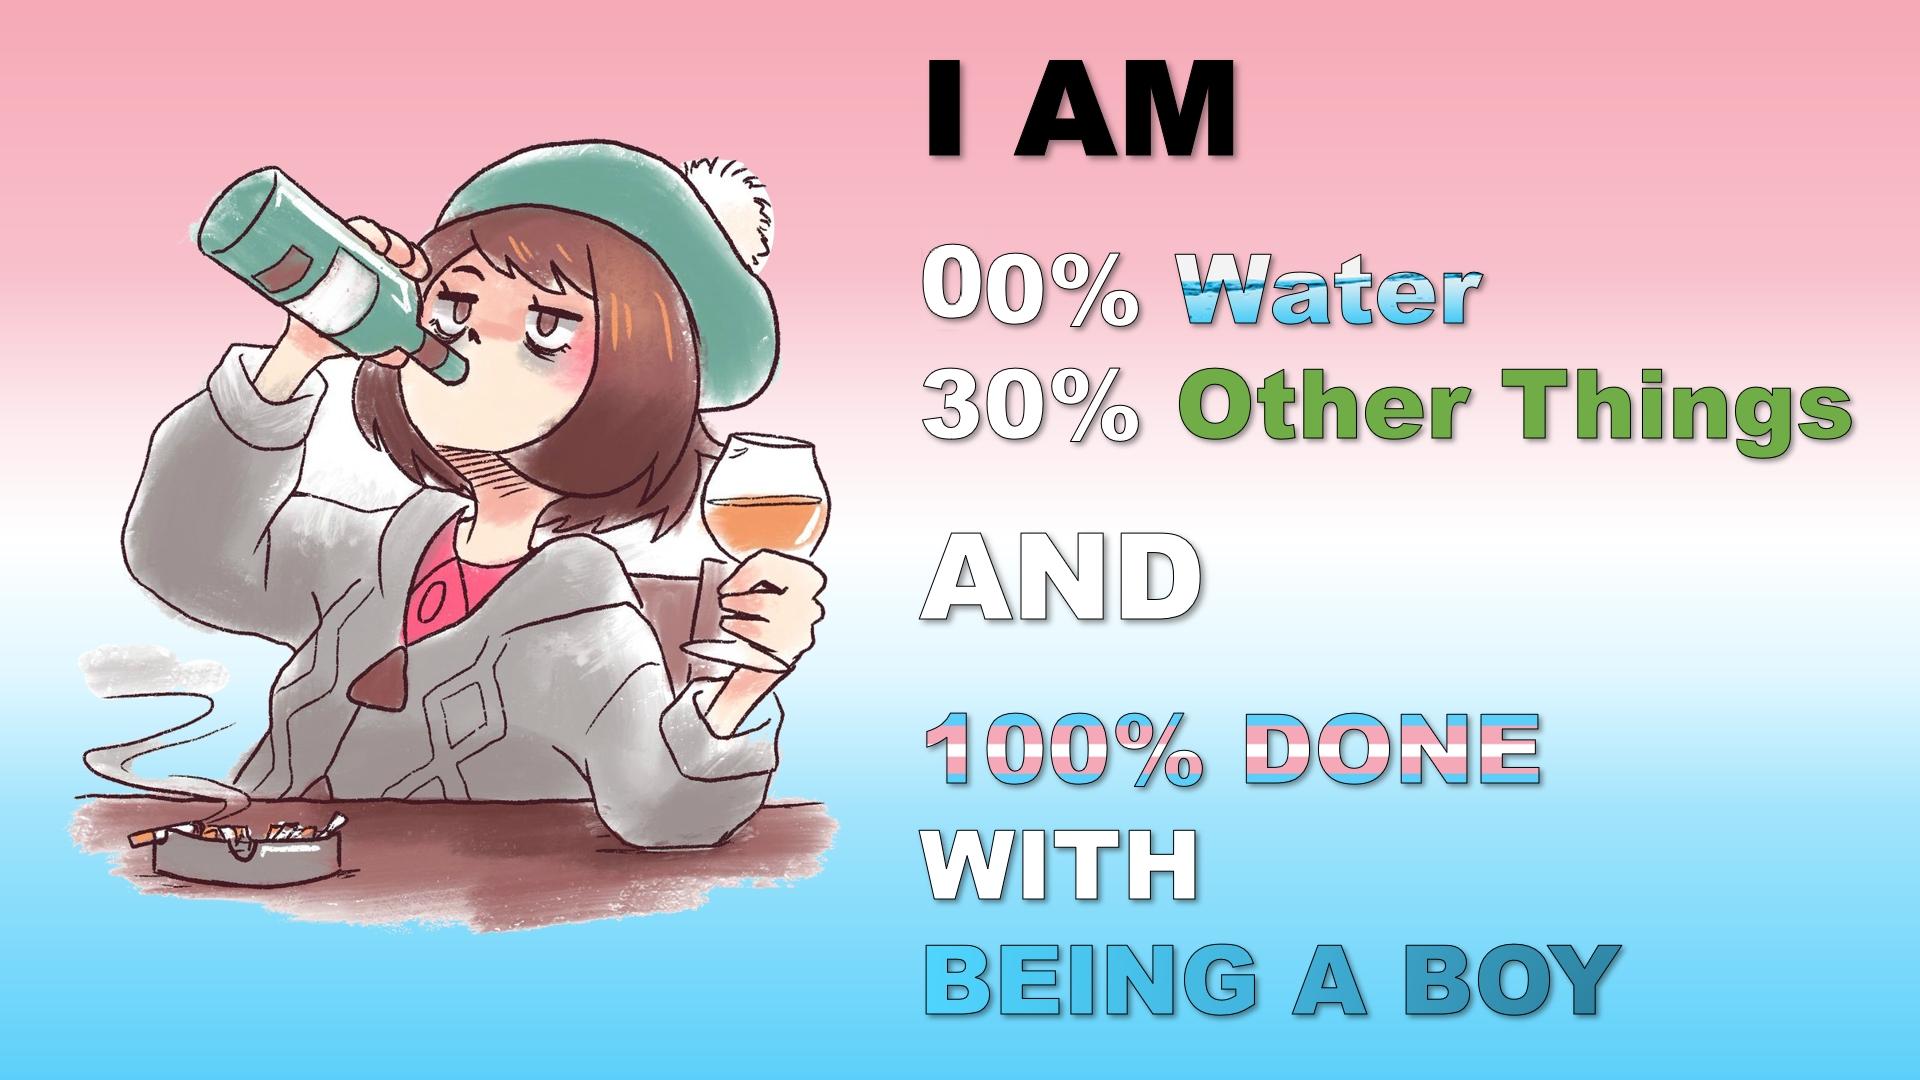 I AM
00% Water
30% Other Things
AND
100% DONE
WITH
BEING A BOY